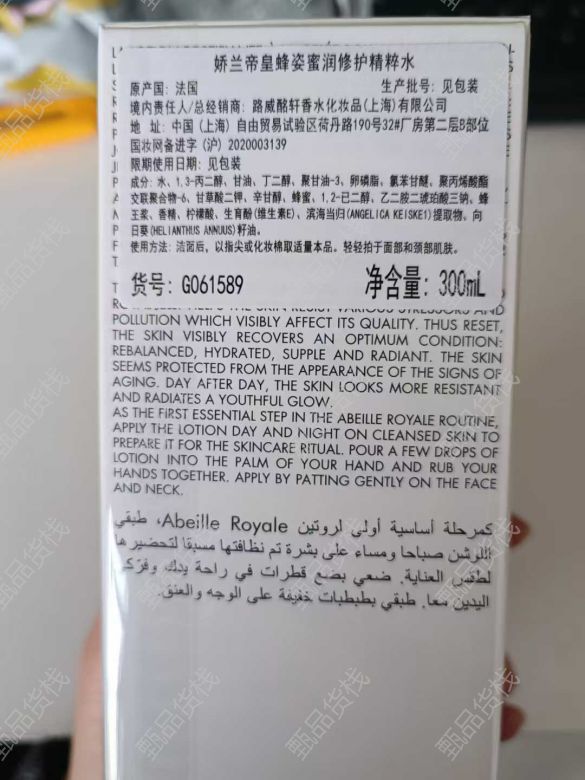 娇兰帝皇蜂姿蜜润修护精粹水
原产国：法国 生产批号：见包装
境内责任人/总经销商：路威酩轩香水化妆品(上海)有限公司
地 址：中国（上海）自由贸易试验区荷丹路190号32#厂房第二层B部位
国妆网备进字（沪）2020003139
限期使用日期：见包装
成分：水、1,3-丙二醇、甘油、丁二醇、聚甘油-3、卵磷脂、氯苯甘醚、聚丙烯酸酯
交联聚合物-6、甘草酸二钾、辛甘醇、蜂蜜、1,2-已二醇、乙二胺二琥珀酸三钠、蜂
王浆、香精、柠檬酸、生育酚(维生素E)、滨海当归(ANGELICA KEISKEI)提取物、向
日葵(HELIANTHUS ANNUUS)籽油。
使用方法：洁面后，以指尖或化妆棉取适量本品。轻轻拍于面部和颈部肌肤。
货号：G061589 净含量：300mL
POLLUTION WHICH VISIBLY AFFECT ITS QUALITY. THUS RESET,
THE SKIN VISIBLY RECOVERS AN OPTIMUM CONDITION:
REBALANCED, HYDRATED, SUPPLE AND RADIANT. THE SKIN
SEEMS PROTECTED FROM THE APPEARANCE OF THE SIGNS OF
AGING. DAY AFTER DAY, THE SKIN LOOKS MORE RESISTANT
AND RADIATES A YOUTHFUL GLOW.
AS THE FIRST ESSENTIAL STEP IN THE ABEILLE ROYALE ROUTINE,
APPLY THE LOTION DAY AND NIGHT ON CLEANSED SKIN TO
PREPARE IT FOR THE SKINCARE RITUAL. POUR A FEW DROPS OF
LOTION INTO THE PALM OF YOUR HAND AND RUB YOUR
HANDS TOGETHER. APPLY BY PATTING GENTLY ON THE FACE
AND NECK.
كمرحلة أساسية أولى لروتين Abeille Royale، طبقي
اللوشن صباحا ومساء على بشرة تم نظافتها مسبقا لتحضيرها
لطقس العناية. ضعي بضع قطرات في راحة يدك وفركي
اليدين معا. طبقي بطبطبات خفيفة على الوجه والعنق.
甄品货栈